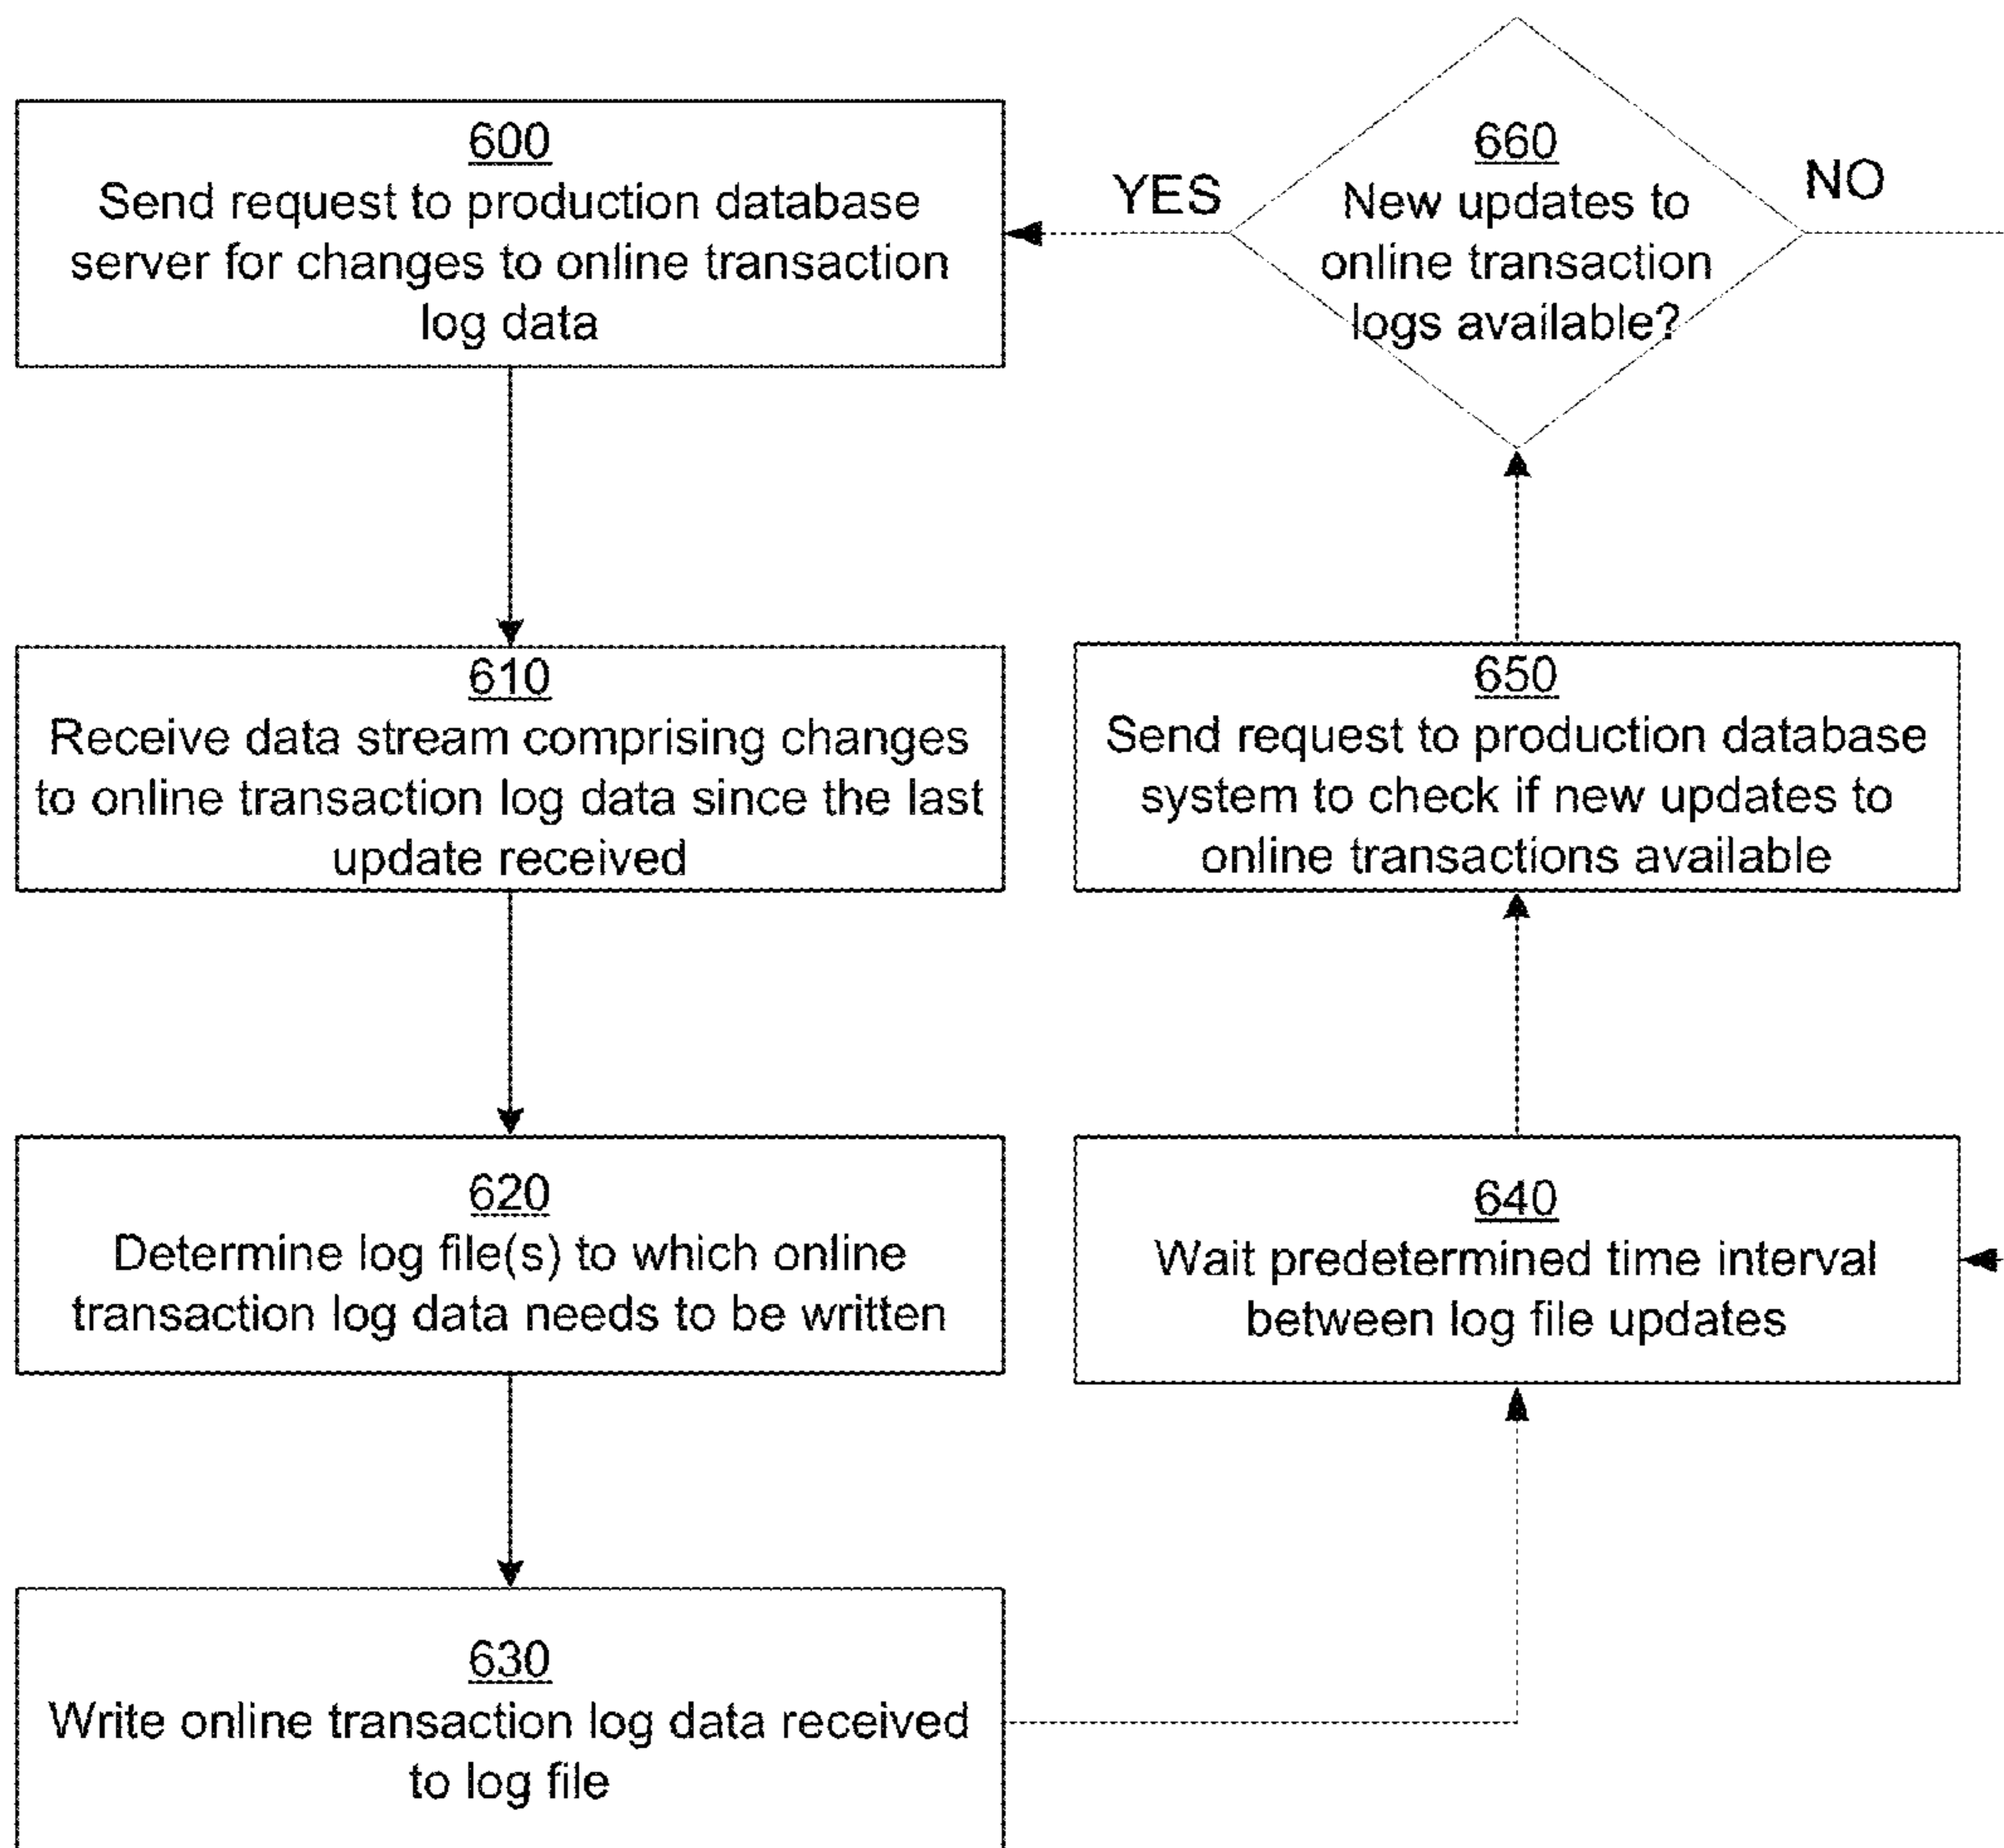 600
Send request to production database
server for changes to online transaction
log data
610
Receive data stream comprising changes
to online transaction log data since the last
update received
620
Determine log file(s) to which online
transaction log data needs to be written
630
Write online transaction log data received
to log file
640
Wait predetermined time interval
between log file updates
650
Send request to production database
system to check if new updates to
online transactions available
660
New updates to
online transaction
logs available?
YES
NO